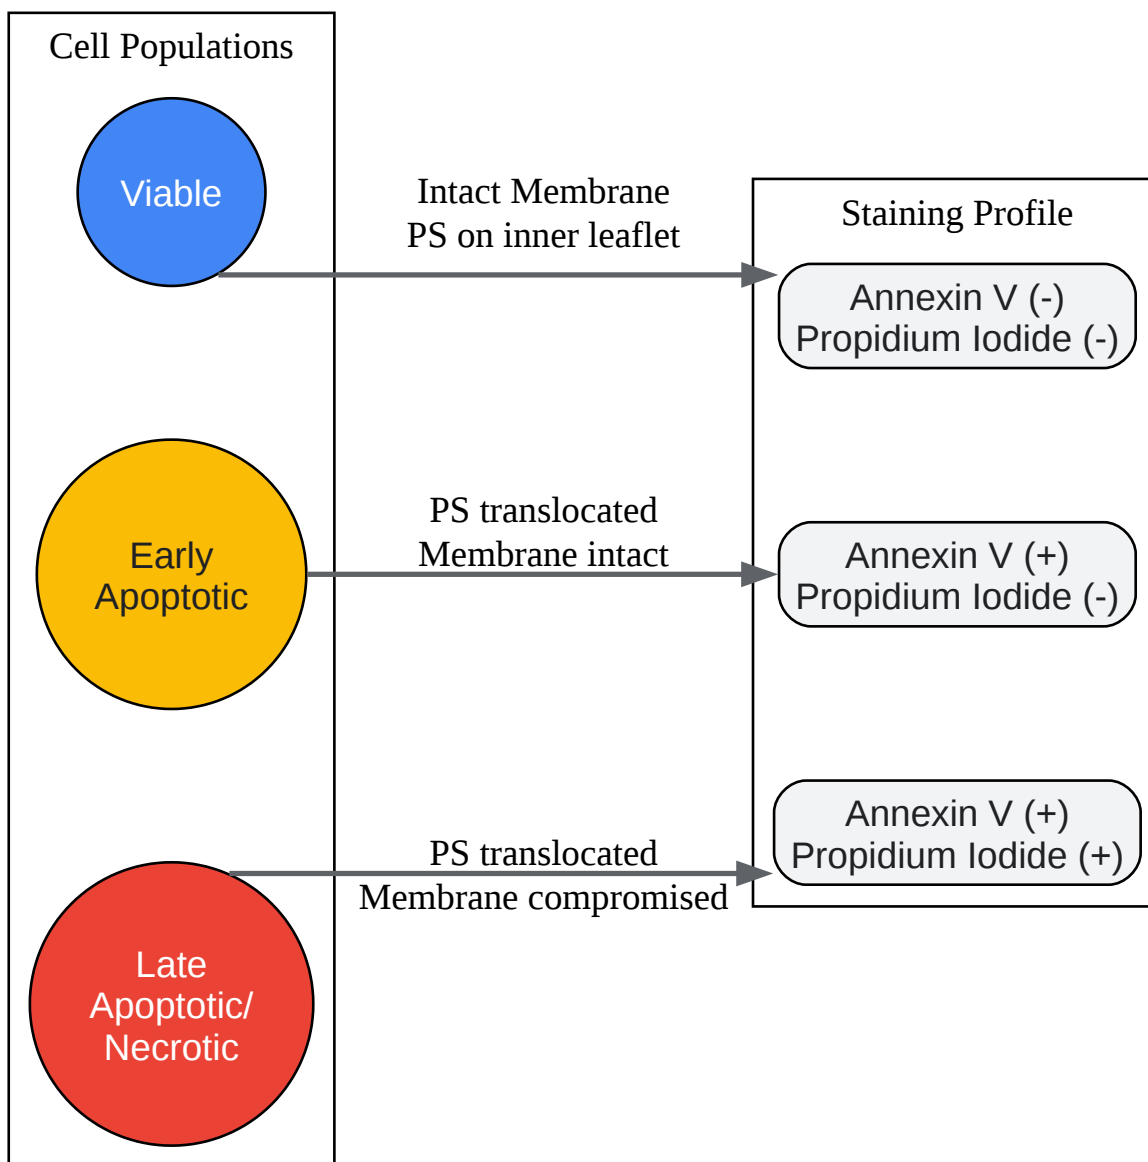 Cell Populations
Viable
Intact Membrane
PS on inner leaflet
Staining Profile
Annexin V (-)
Propidium Iodide (-)
Early
Apoptotic
PS translocated
Membrane intact
Annexin V (+)
Propidium Iodide (-)
Late
Apoptotic/
Necrotic
PS translocated
Membrane compromised
Annexin V (+)
Propidium Iodide (+)